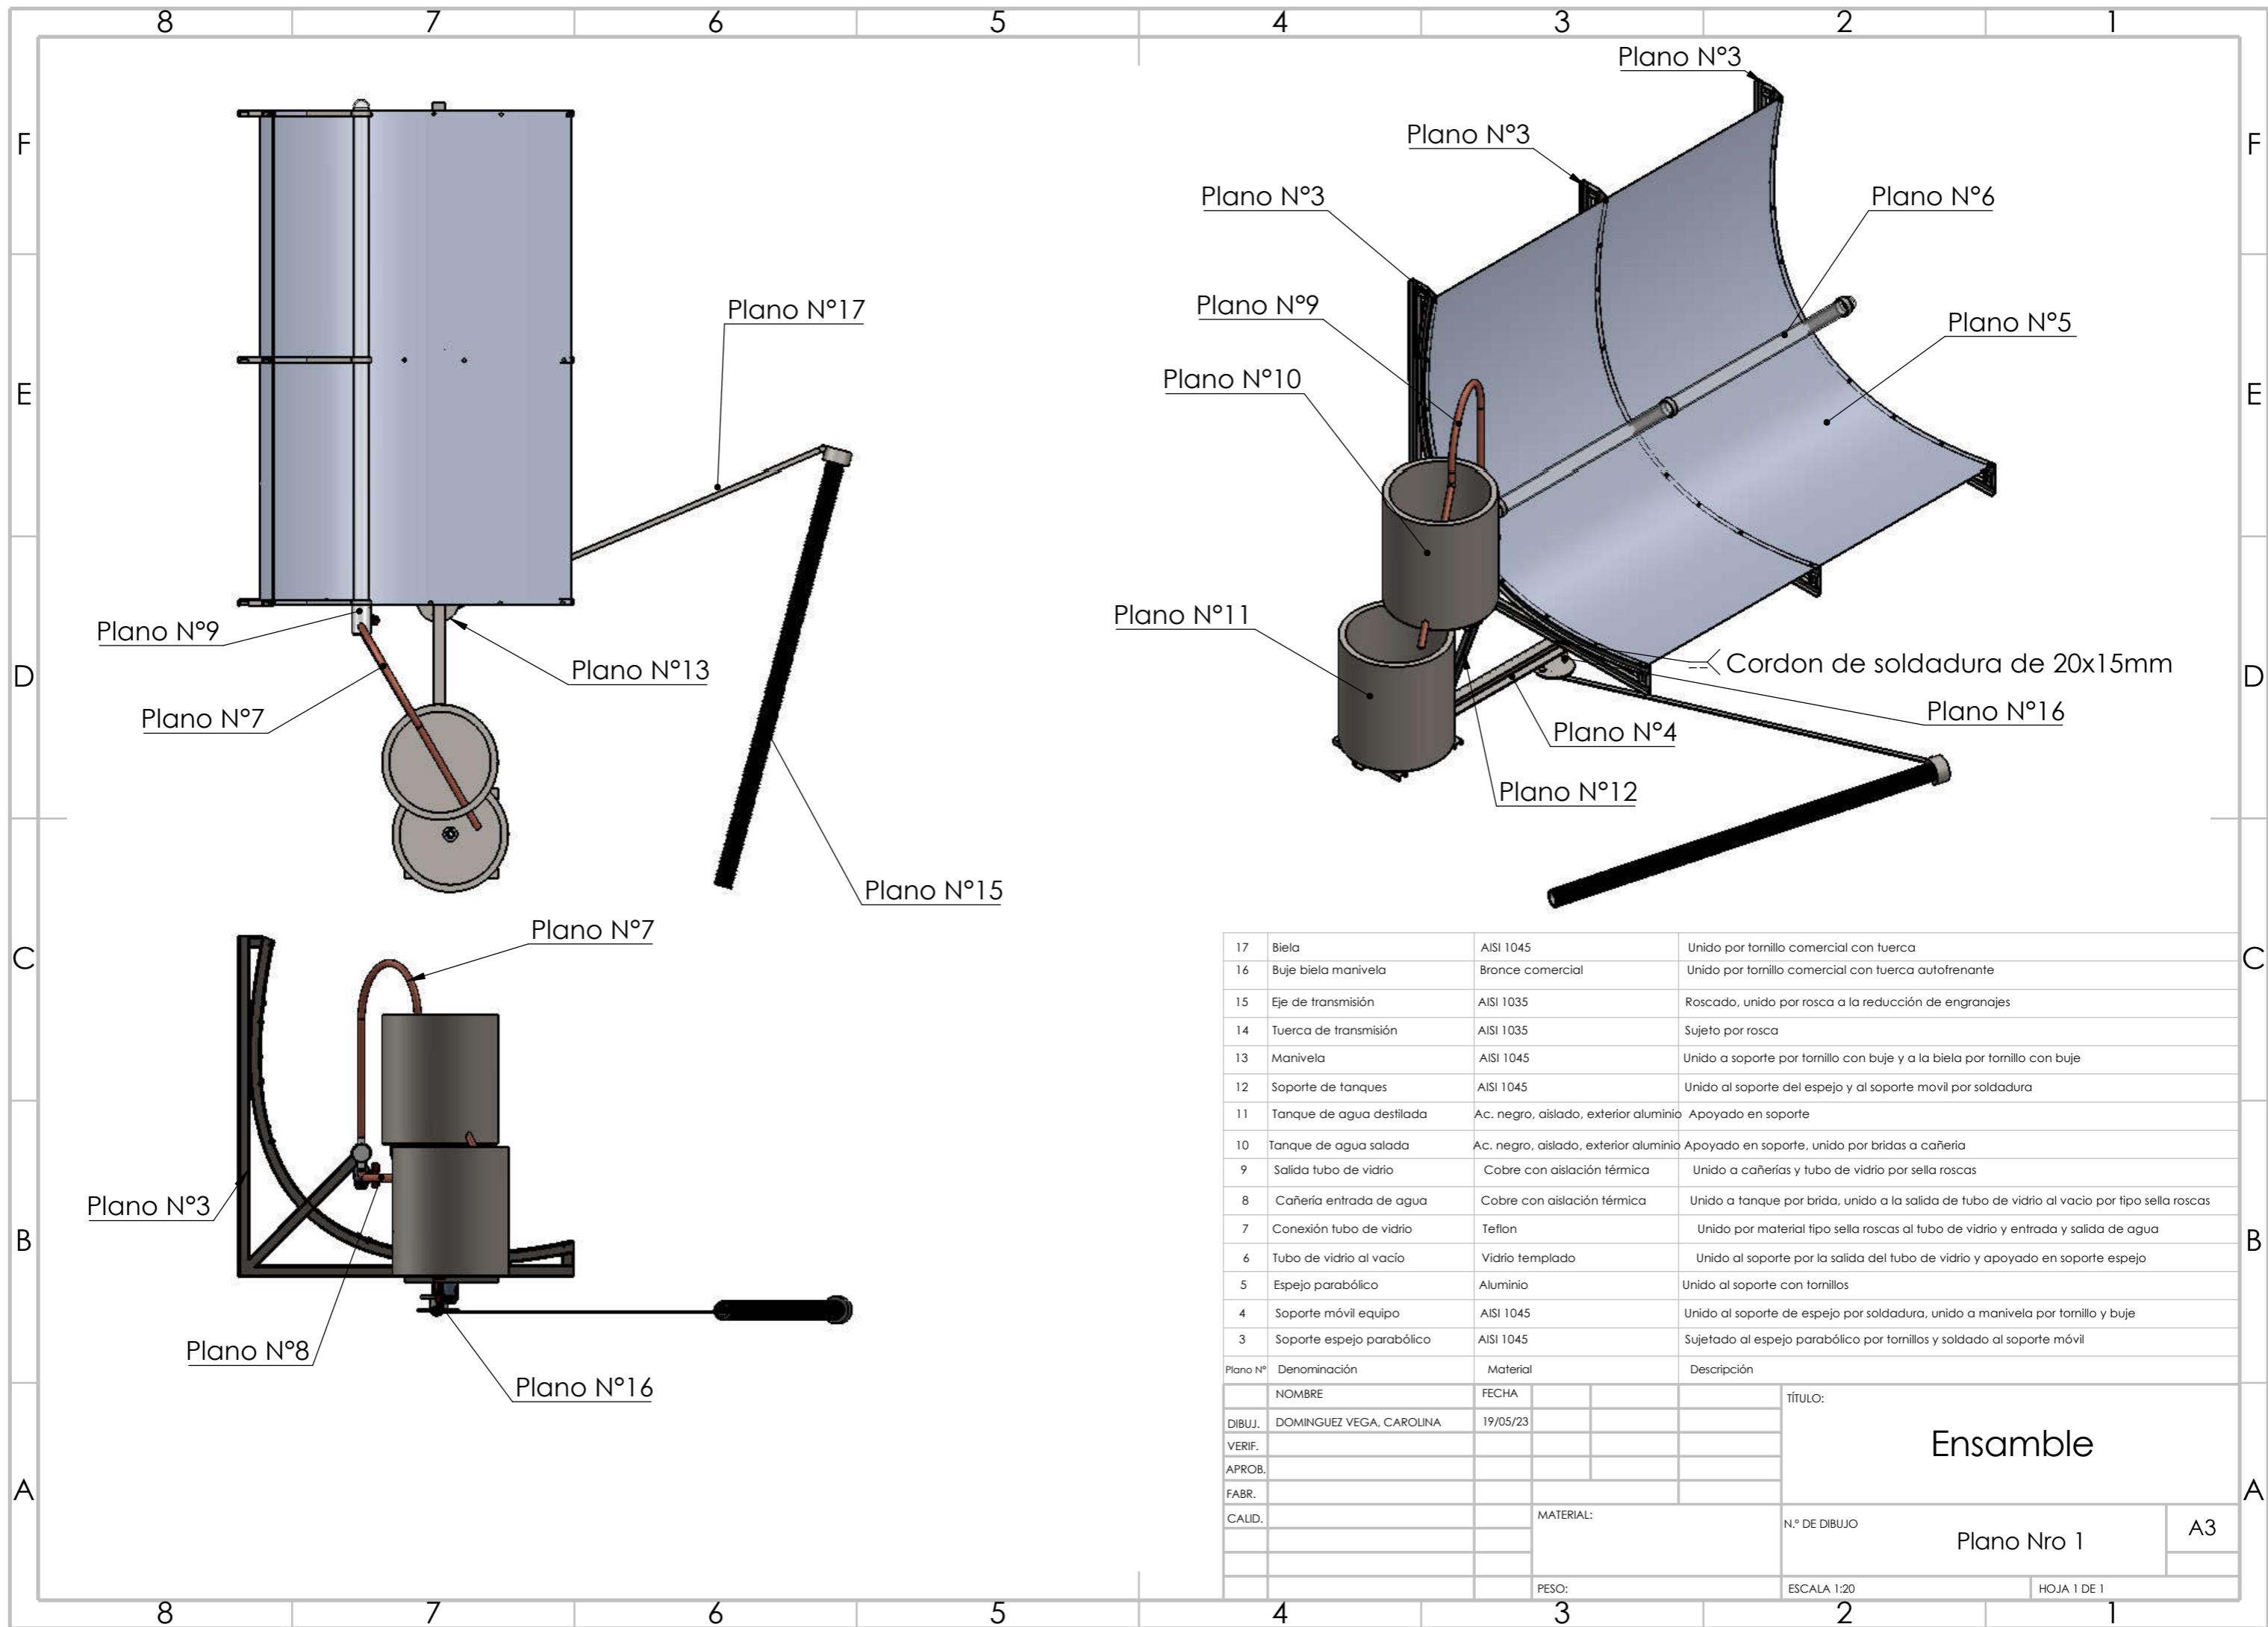 8 7 6 5 4 3 2 1
F
E
D
C
B
A
Plano N°17
Plano N°9
Plano N°13
Plano N°7
Plano N°15
Plano N°7
Plano N°3
Plano N°8
Plano N°16
Plano N°3
Plano N°3
Plano N°3
Plano N°6
Plano N°9
Plano N°5
Plano N°10
Plano N°11
Cordon de soldadura de 20x15mm
Plano N°16
Plano N°4
Plano N°12
F
E
D
C
B
A
17 Biela AISI 1045 Unido por tornillo comercial con tuerca
16 Buje biela manivela Bronce comercial Unido por tornillo comercial con tuerca autofrenante
15 Eje de transmisión AISI 1035 Roscado, unido por rosca a la reducción de engranajes
14 Tuerca de transmisión AISI 1035 Sujeto por rosca
13 Manivela AISI 1045 Unido a soporte por tornillo con buje y a la biela por tornillo con buje
12 Soporte de tanques AISI 1045 Unido al soporte del espejo y al soporte movil por soldadura
11 Tanque de agua destilada Ac. negro, aislado, exterior aluminio Apoyado en soporte
10 Tanque de agua salada Ac. negro, aislado, exterior aluminio Apoyado en soporte, unido por bridas a cañeria
9 Salida tubo de vidrio Cobre con aislación térmica Unido a cañerías y tubo de vidrio por sella roscas
8 Cañería entrada de agua Cobre con aislación térmica Unido a tanque por brida, unido a la salida de tubo de vidrio al vacio por tipo sella roscas
7 Conexión tubo de vidrio Teflon Unido por material tipo sella roscas al tubo de vidrio y entrada y salida de agua
6 Tubo de vidrio al vacío Vidrio templado Unido al soporte por la salida del tubo de vidrio y apoyado en soporte espejo
5 Espejo parabólico Aluminio Unido al soporte con tornillos
4 Soporte móvil equipo AISI 1045 Unido al soporte de espejo por soldadura, unido a manivela por tornillo y buje
3 Soporte espejo parabólico AISI 1045 Sujetado al espejo parabólico por tornillos y soldado al soporte móvil
Plano N° Denominación Material Descripción
NOMBRE FECHA
DIBUJ. DOMINGUEZ VEGA, CAROLINA 19/05/23
VERIF.
APROB.
FABR.
CALID.
TÍTULO:
Ensamble
MATERIAL:
N.º DE DIBUJO
Plano Nro 1
A3
PESO:
ESCALA 1:20
HOJA 1 DE 1
8 7 6 5 4 3 2 1